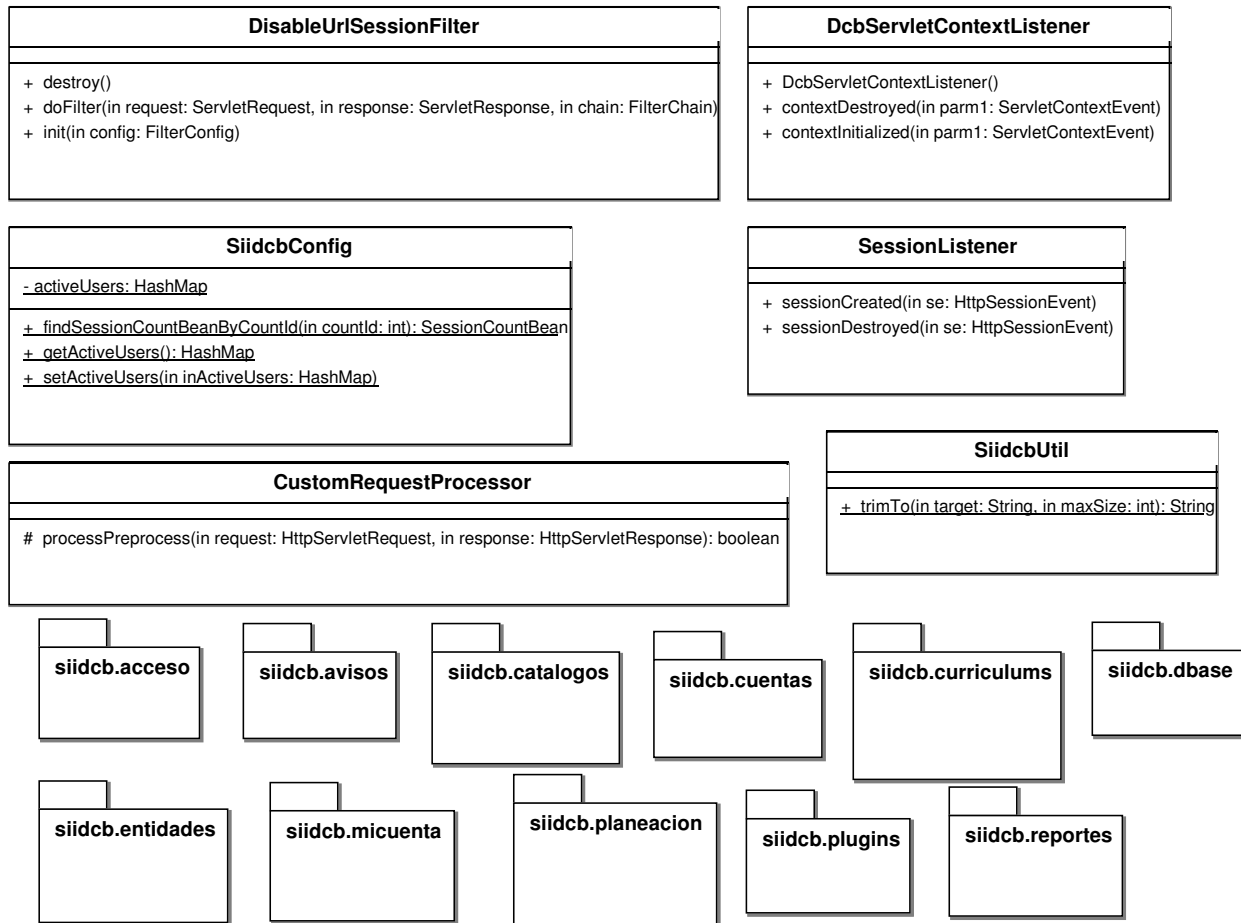 DisableUrlSessionFilter
+ destroy()
+ doFilter(in request: ServletRequest, in response: ServletResponse, in chain: FilterChain)
+ init(in config: FilterConfig)
DcbServletContextListener
+ DcbServletContextListener()
+ contextDestroyed(in parm1: ServletContextEvent)
+ contextInitialized(in parm1: ServletContextEvent)
SiidcbConfig
- activeUsers: HashMap
+ findSessionCountBeanByCountId(in countId: int): SessionCountBean
+ getActiveUsers(): HashMap
+ setActiveUsers(in inActiveUsers: HashMap)
SessionListener
+ sessionCreated(in se: HttpSessionEvent)
+ sessionDestroyed(in se: HttpSessionEvent)
CustomRequestProcessor
# processPreprocess(in request: HttpServletRequest, in response: HttpServletResponse): boolean
SiidcbUtil
+ trimTo(in target: String, in maxSize: int): String
siidcb.acceso
siidcb.avisos
siidcb.catalogos
siidcb.cuentas
siidcb.curriculums
siidcb.dbase
siidcb.entidades
siidcb.micuenta
siidcb.planeacion
siidcb.plugins
siidcb.reportes